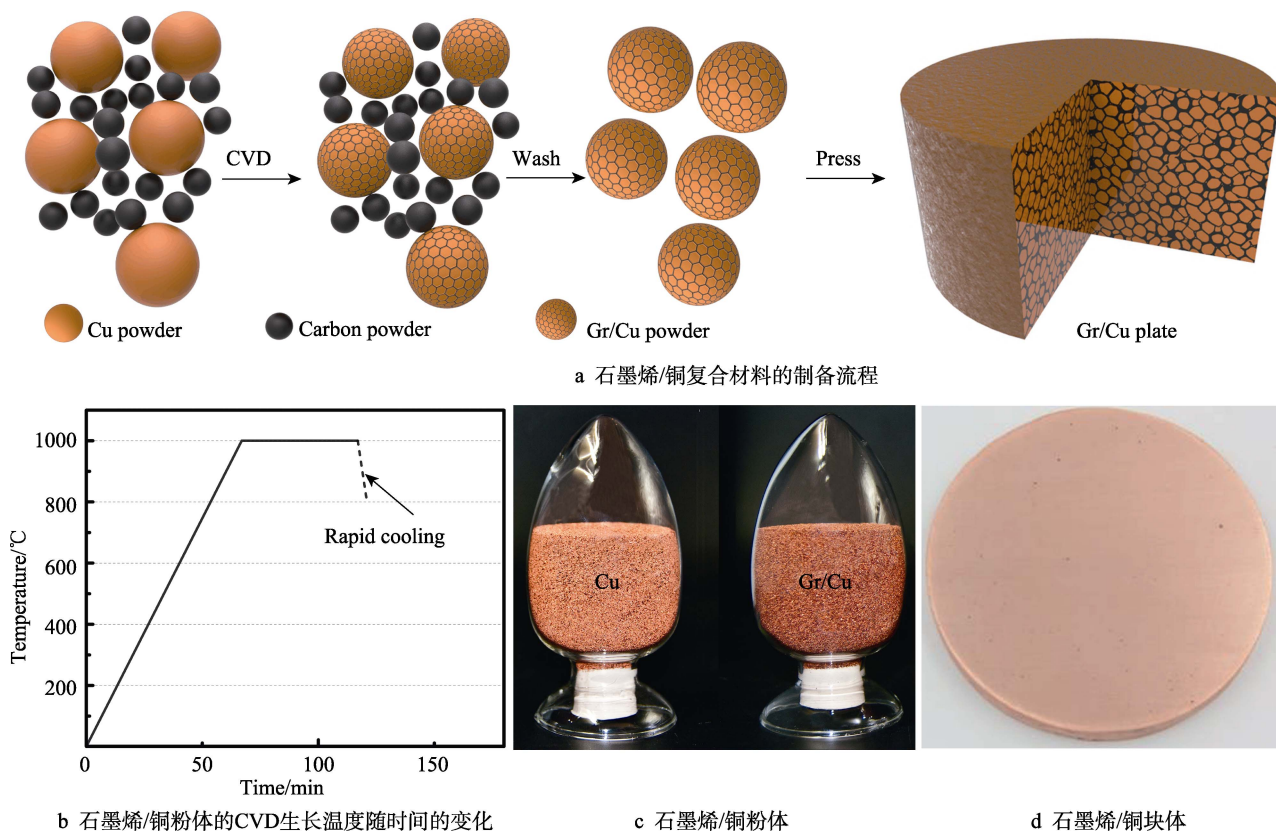 CVD
Wash
Press
Cu powder
Carbon powder
Gr/Cu powder
Gr/Cu plate
a 石墨烯/铜复合材料的制备流程
1000
800
600
400
200
0
50
100
150
Temperature/℃
Time/min
Rapid cooling
b 石墨烯/铜粉体的CVD生长温度随时间的变化
Cu
Gr/Cu
c 石墨烯/铜粉体
d 石墨烯/铜块体